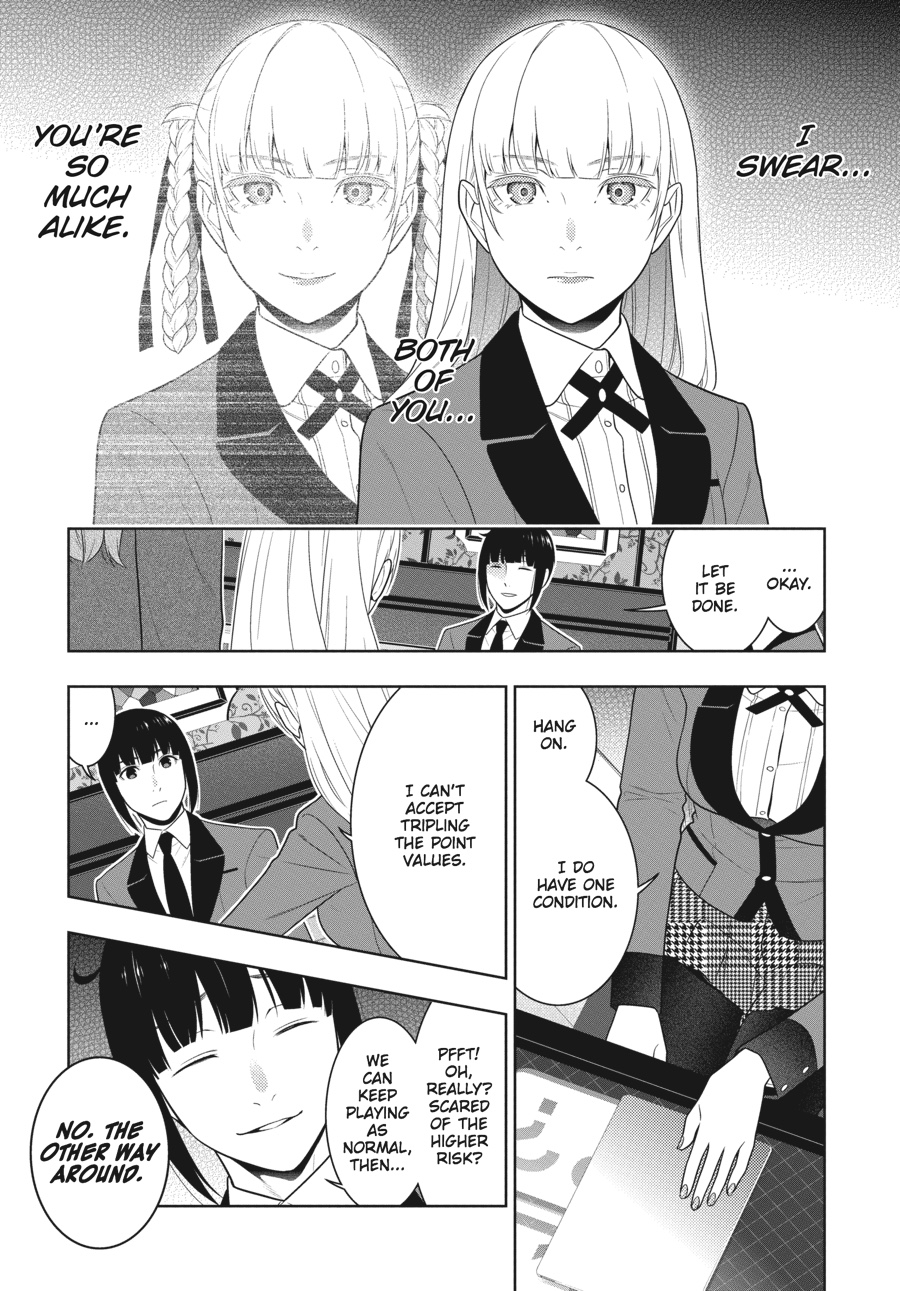 I
SWEAR...
BOTH
OF
YOU...
YOU'RE
SO
MUCH
ALIKE.
...
OKAY.
LET
IT BE
DONE.
HANG
ON.
I DO
HAVE ONE
CONDITION.
I CAN'T
ACCEPT
TRIPLING
THE POINT
VALUES.
...
PFFT!
OH,
REALLY?
SCARED
OF THE
HIGHER
RISK?
WE
CAN
KEEP
PLAYING
AS
NORMAL,
THEN...
NO. THE
OTHER WAY
AROUND.